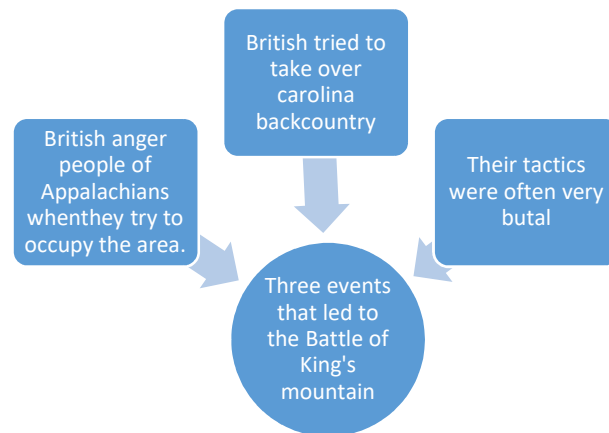 British tried to
take over
carolina
backcountry
British anger
people of
Appalachians
whenthey try to
occupy the area.
Their tactics
were often very
butal
Three events
that led to
the Battle of
King's
mountain